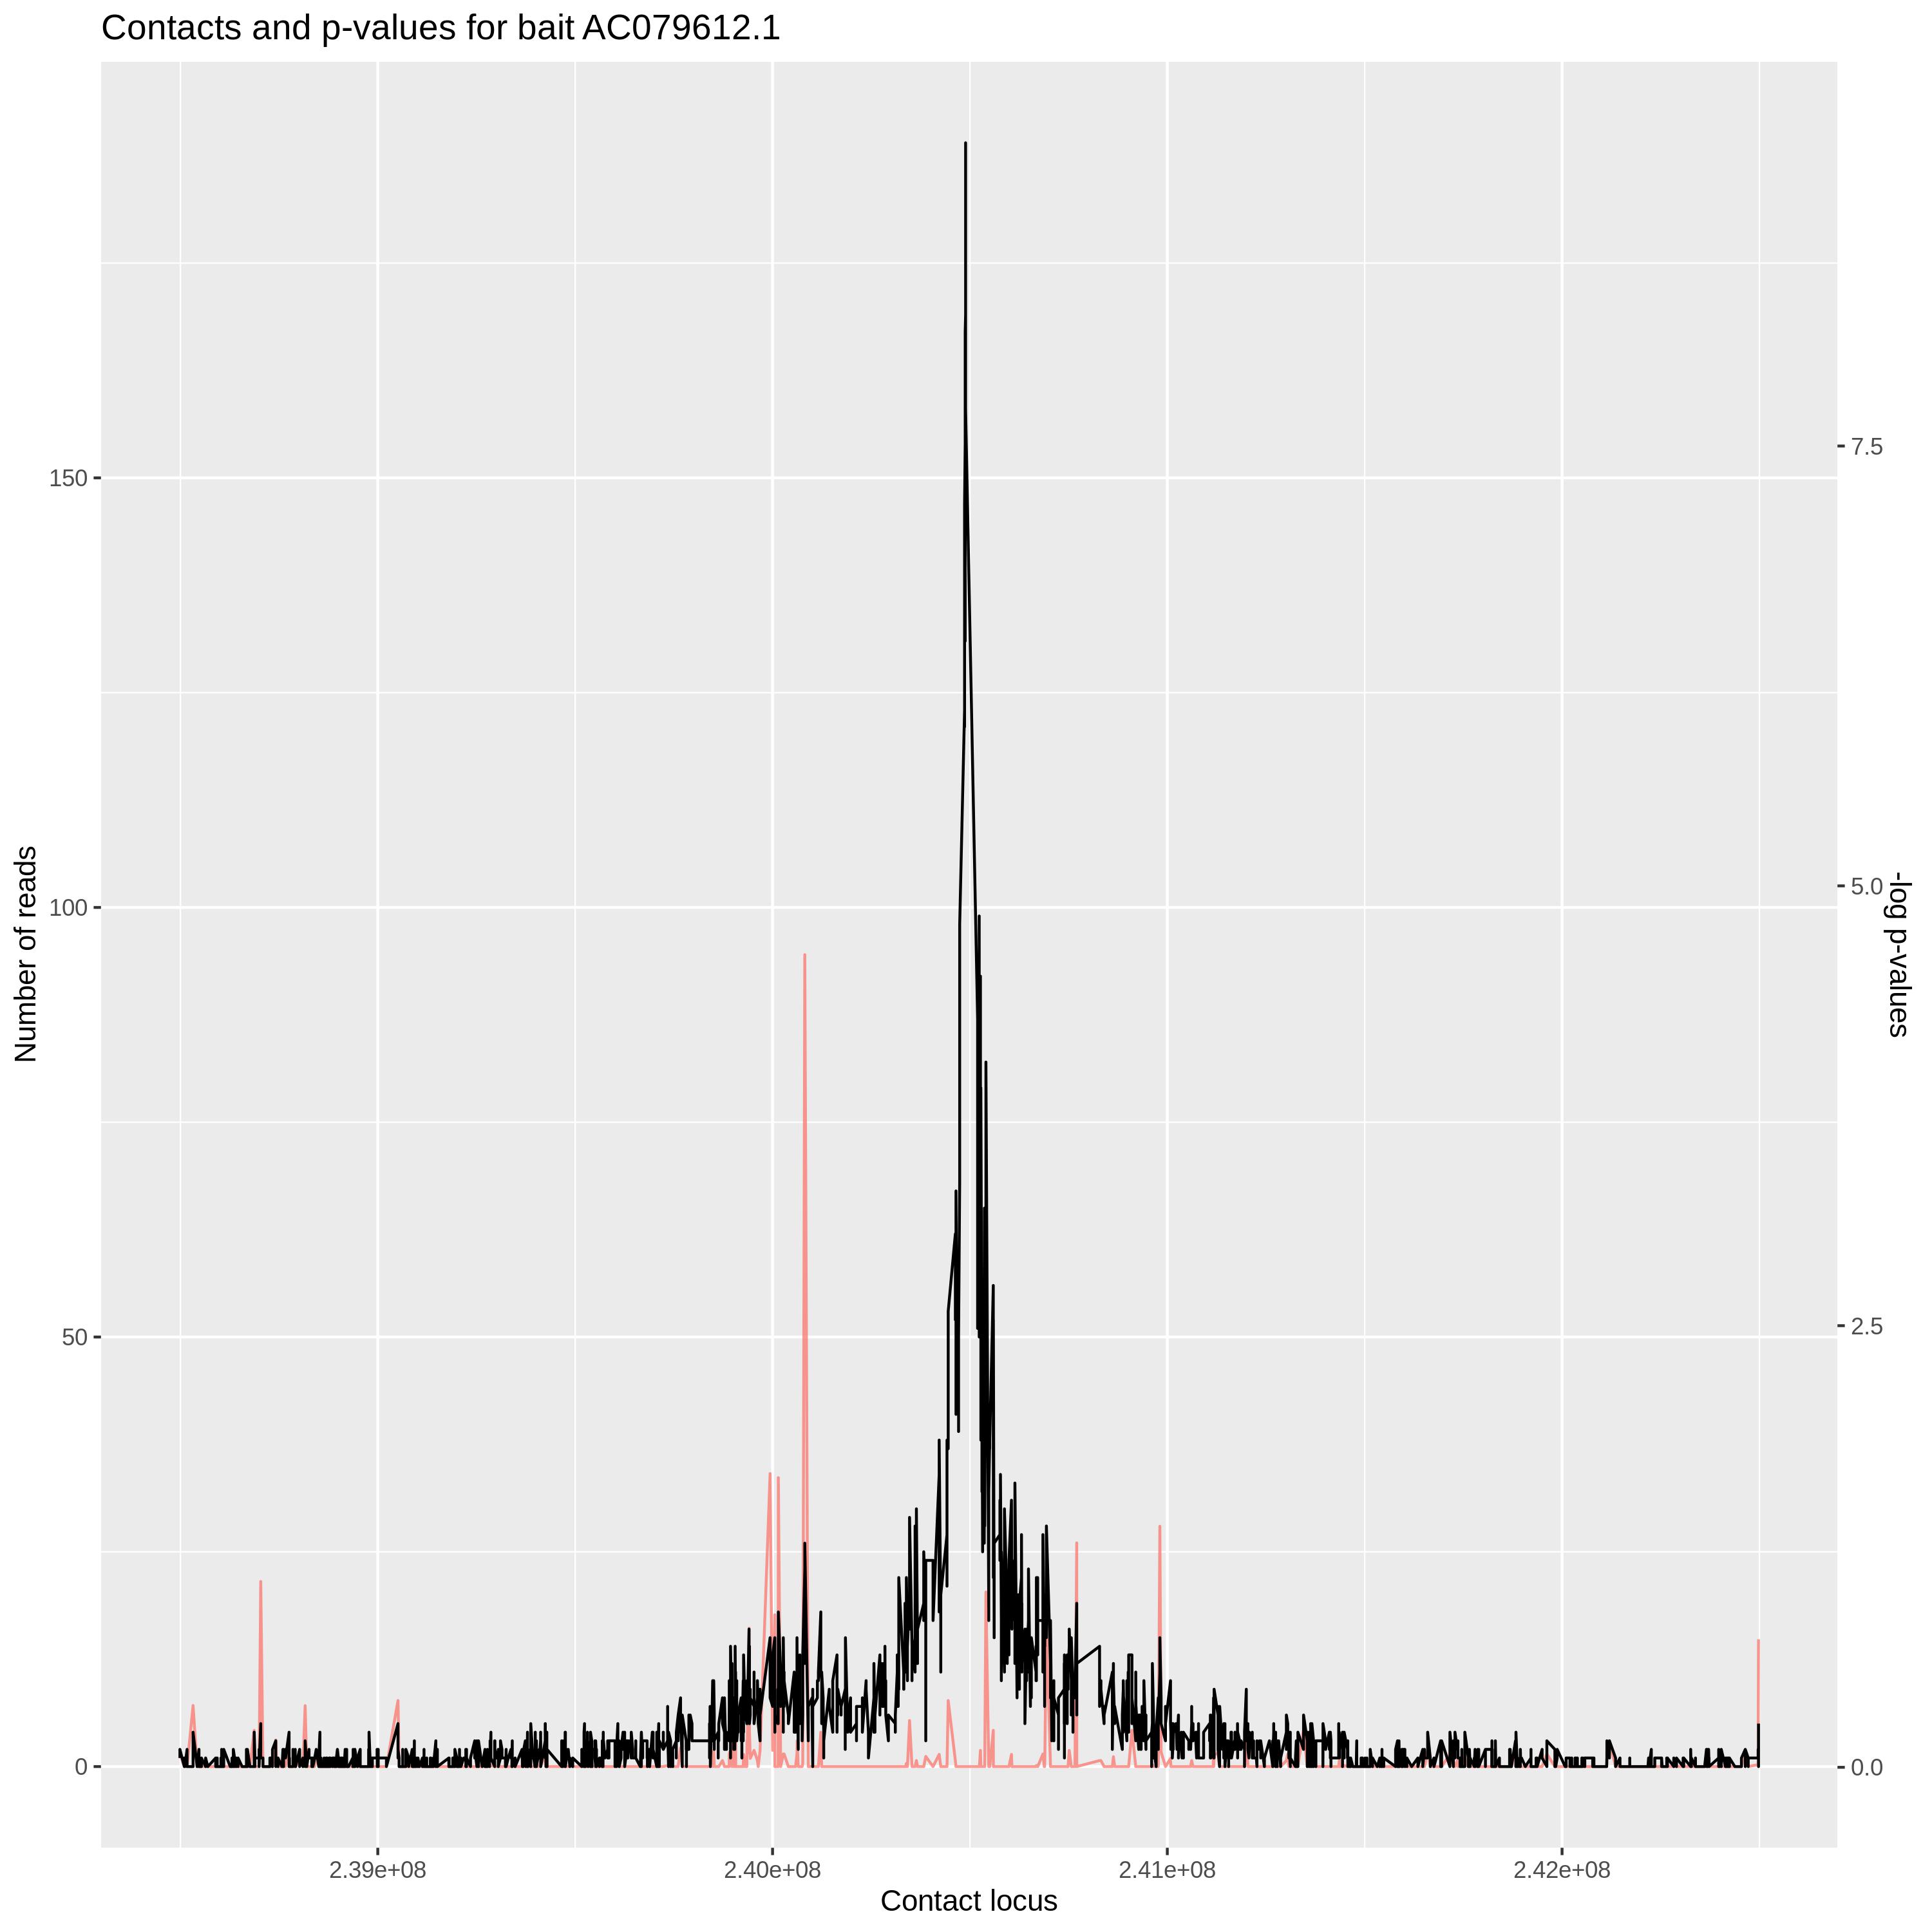 Contacts and p-values for bait AC079612.1
150
100
50
0
Number of reads
7.5
5.0
2.5
0.0
-log p-values
2.39e+08
2.40e+08
2.41e+08
2.42e+08
Contact locus